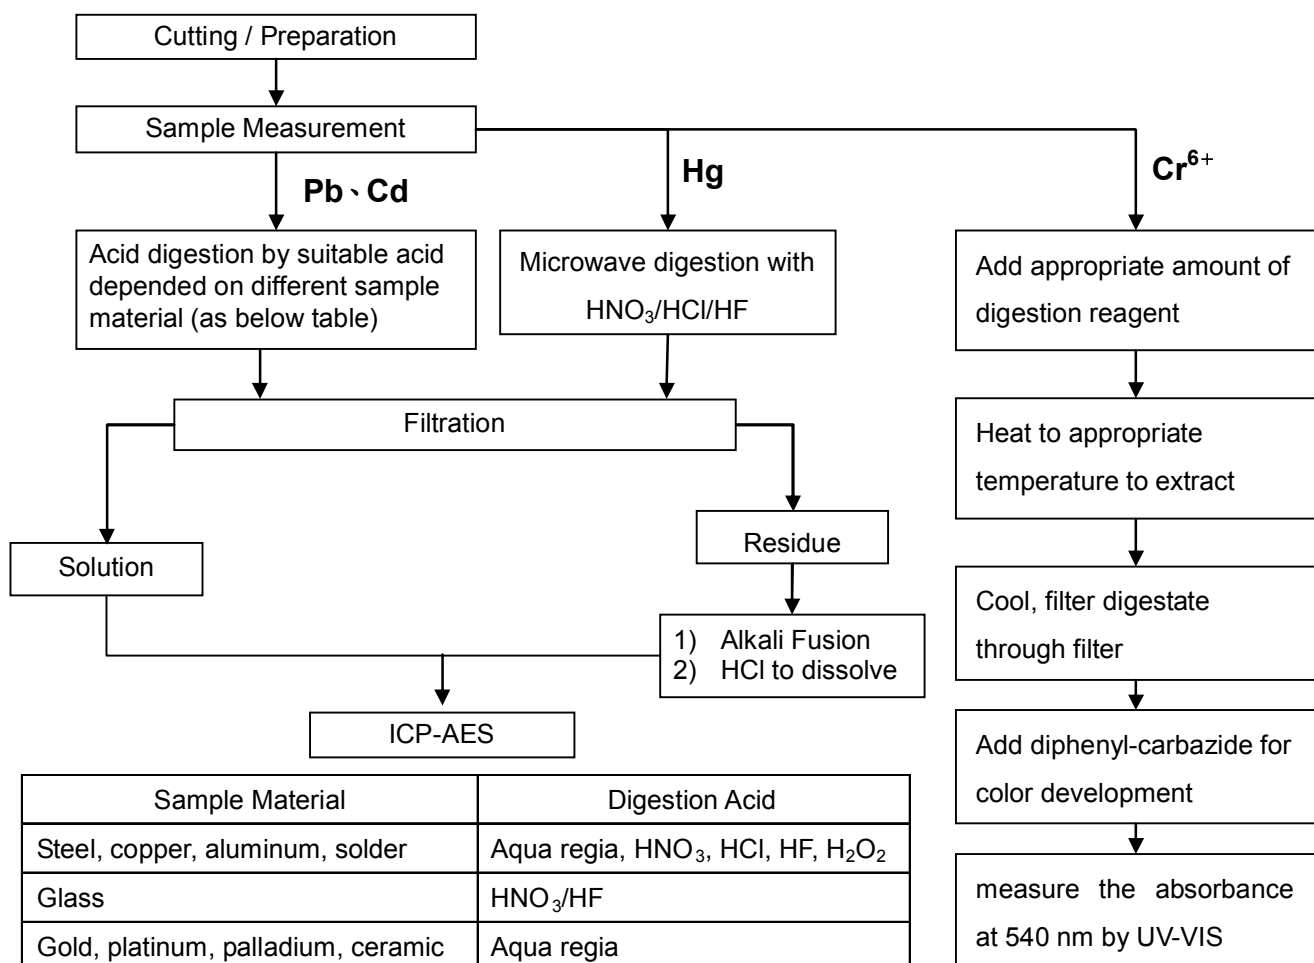 Cutting / Preparation
Sample Measurement
Pb、Cd
Hg
Cr⁶⁺
Acid digestion by suitable acid
depended on different sample
material (as below table)
Microwave digestion with
HNO₃/HCl/HF
Add appropriate amount of
digestion reagent
Filtration
Heat to appropriate
temperature to extract
Solution
Residue
1) Alkali Fusion
2) HCl to dissolve
Cool, filter digestate
through filter
ICP-AES
Add diphenyl-carbazide for
color development
measure the absorbance
at 540 nm by UV-VIS
Sample Material Digestion Acid
Steel, copper, aluminum, solder Aqua regia, HNO₃, HCl, HF, H₂O₂
Glass HNO₃/HF
Gold, platinum, palladium, ceramic Aqua regia